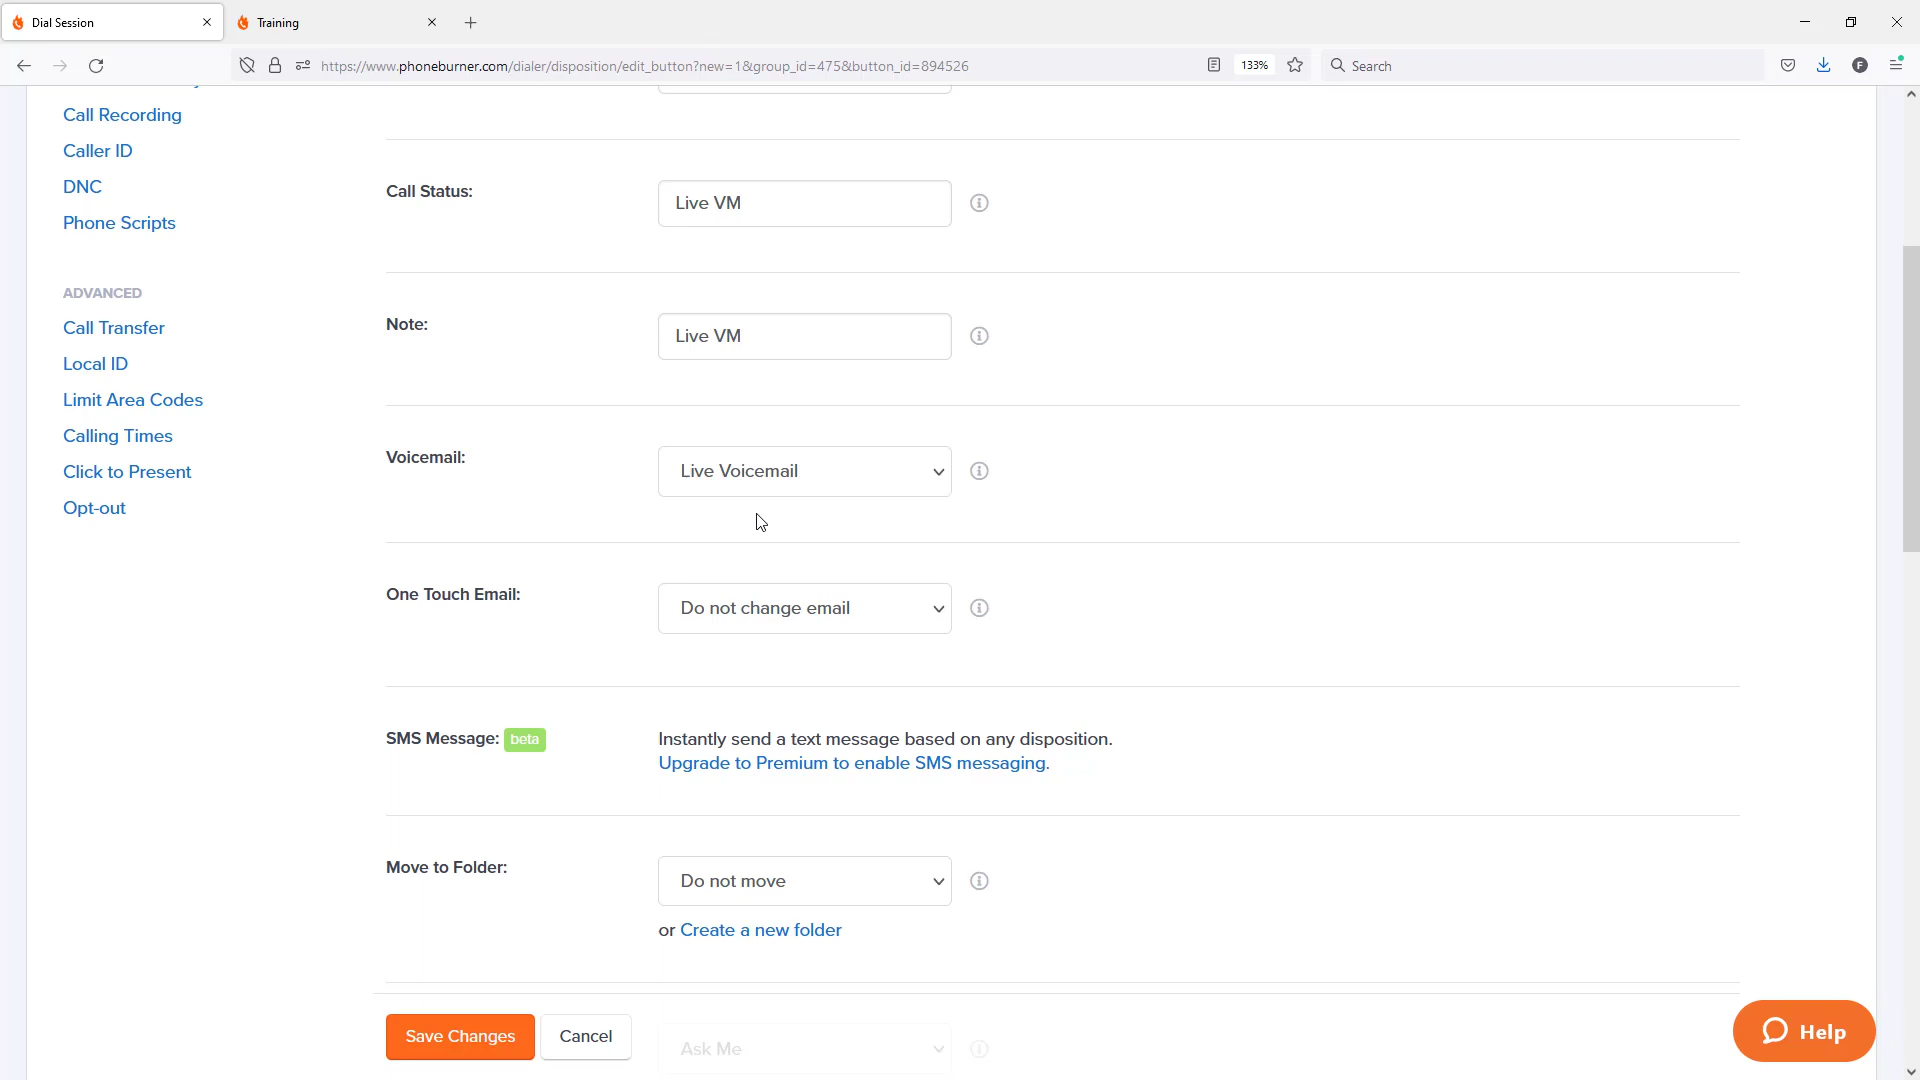 Dial Session
Training
https://www.phoneburner.com/dialer/disposition/edit_button?new=1&group_id=475&button_id=894526
133%
Search
F
Call Recording
Caller ID
DNC
Phone Scripts
ADVANCED
Call Transfer
Local ID
Limit Area Codes
Calling Times
Click to Present
Opt-out
Call Status:
Live VM
Note:
Live VM
Voicemail:
Live Voicemail
One Touch Email:
Do not change email
SMS Message: beta
Instantly send a text message based on any disposition.
Upgrade to Premium to enable SMS messaging.
Move to Folder:
Do not move
or Create a new folder
Save Changes
Cancel
Ask Me
Help